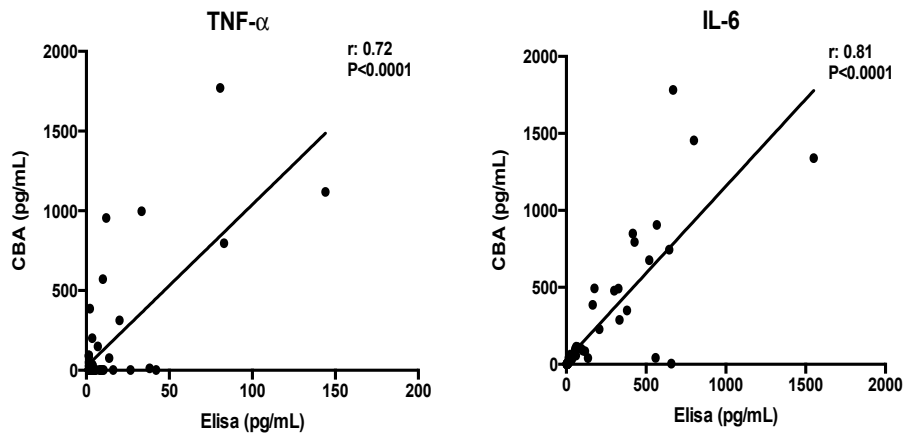 TNF-α
r: 0.72
P<0.0001
2000
1500
1000
500
0
CBA (pg/mL)
0 50 100 150 200
Elisa (pg/mL)
IL-6
r: 0.81
P<0.0001
2000
1500
1000
500
0
CBA (pg/mL)
0 500 1000 1500 2000
Elisa (pg/mL)